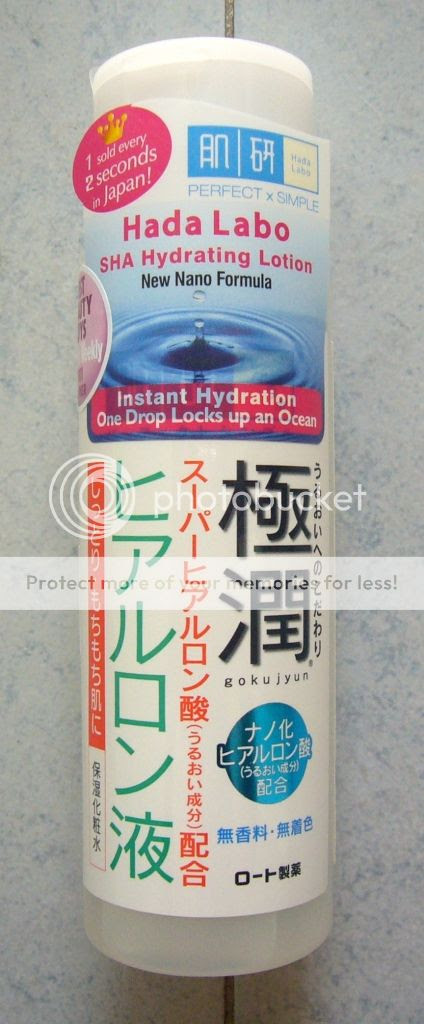 1 sold every
2 seconds
in Japan!
肌研
Hada
Labo
PERFECT x SIMPLE
Hada Labo
SHA Hydrating Lotion
New Nano Formula
Instant Hydration
One Drop Locks up an Ocean
うるおいへのこだわり
極潤®
gokujyun
スーパーヒアルロン酸(うるおい成分)配合
ヒアルロン液
しっとり、もちもち肌に
保湿化粧水
ナノ化
ヒアルロン酸
(うるおい成分)
配合
無香料・無着色
ロート製薬
photobucket
Protect more of your memories for less!